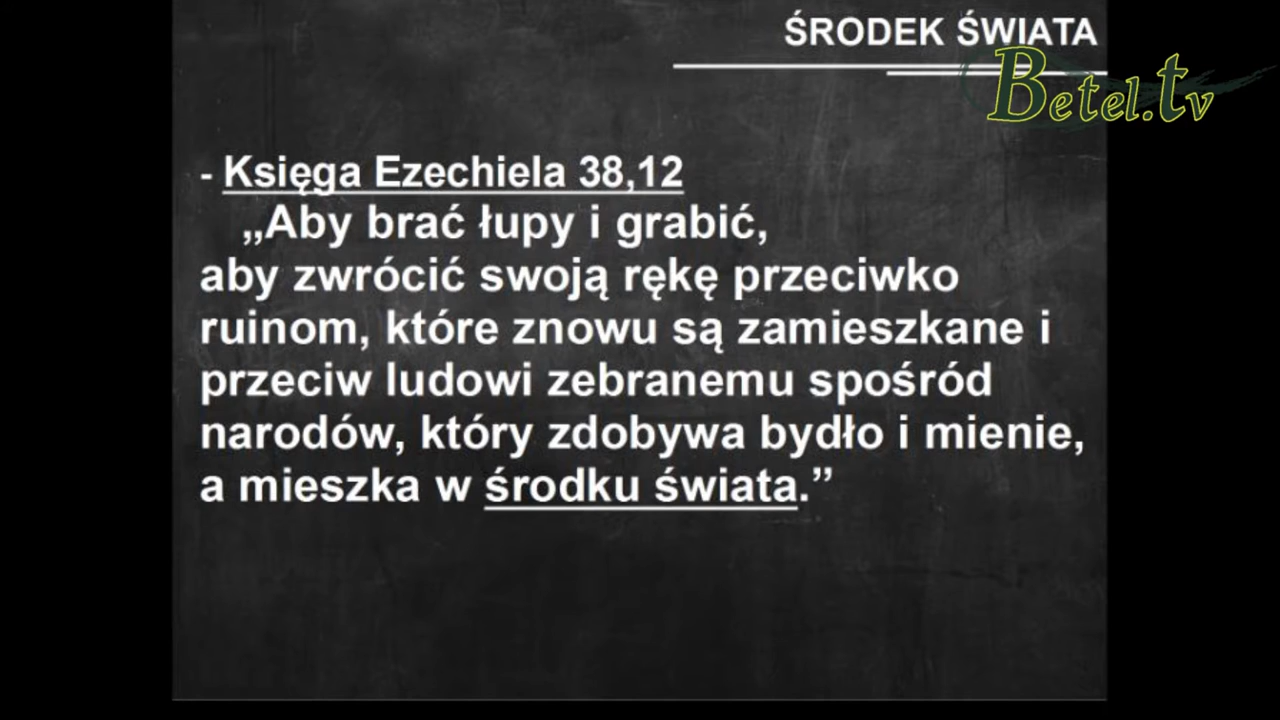 ŚRODEK ŚWIATA
Betel.tv
- Księga Ezechiela 38,12
„Aby brać łupy i grabić,
aby zwrócić swoją rękę przeciwko
ruinom, które znowu są zamieszkane i
przeciw ludowi zebranemu spośród
narodów, który zdobywa bydło i mienie,
a mieszka w środku świata.”